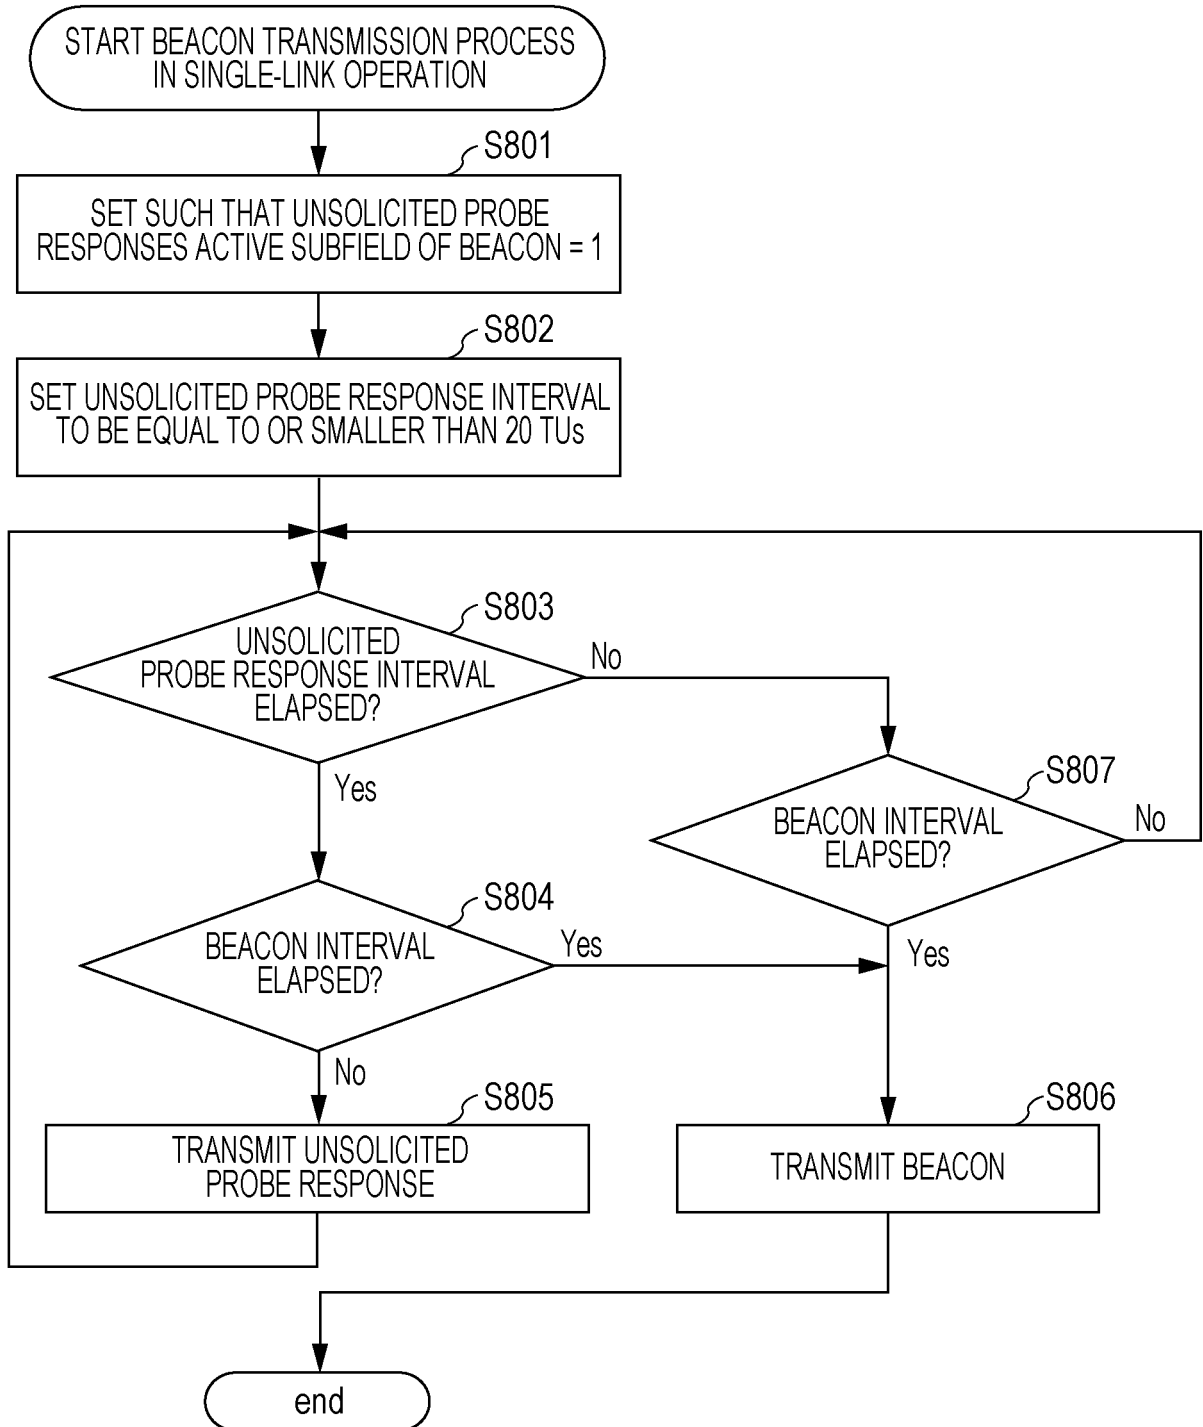 START BEACON TRANSMISSION PROCESS
IN SINGLE-LINK OPERATION
S801
SET SUCH THAT UNSOLICITED PROBE
RESPONSES ACTIVE SUBFIELD OF BEACON = 1
S802
SET UNSOLICITED PROBE RESPONSE INTERVAL
TO BE EQUAL TO OR SMALLER THAN 20 TUs
S803
UNSOLICITED
PROBE RESPONSE INTERVAL
ELAPSED?
No
Yes
S807
BEACON INTERVAL
ELAPSED?
No
Yes
S804
BEACON INTERVAL
ELAPSED?
Yes
No
S805
TRANSMIT UNSOLICITED
PROBE RESPONSE
S806
TRANSMIT BEACON
end